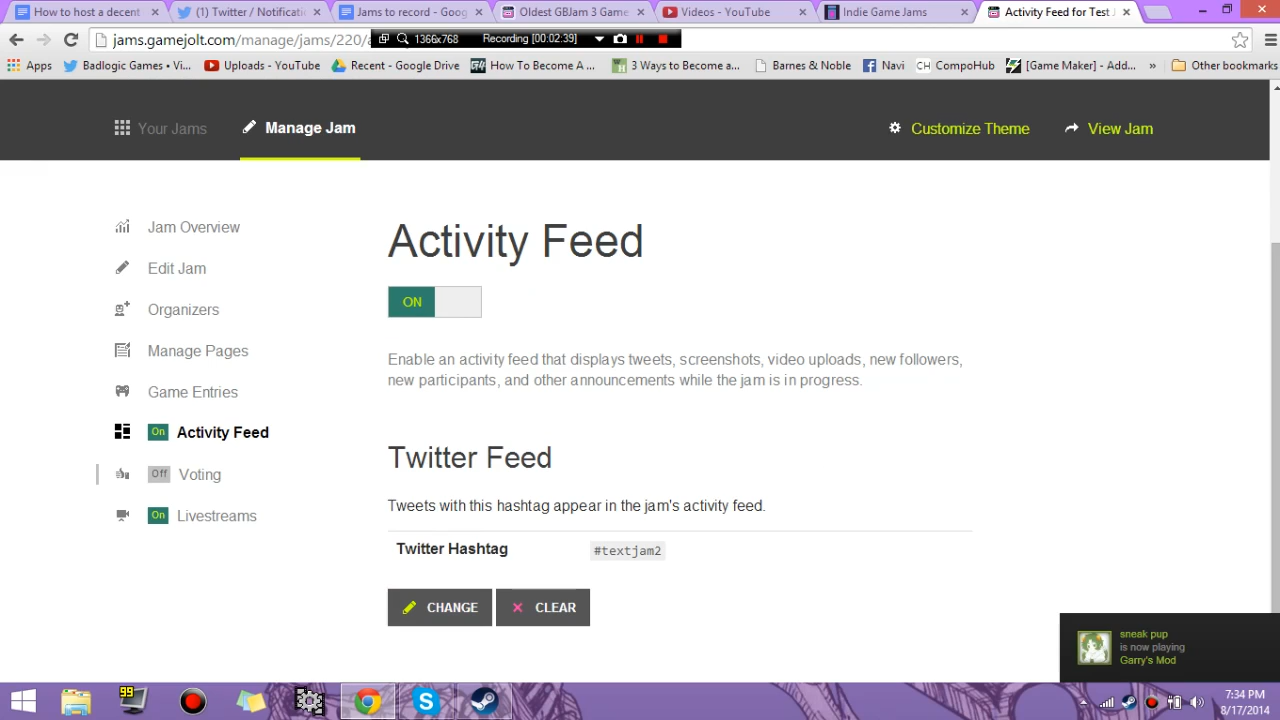 How to host a decent
(1) Twitter / Notificati
Jams to record - Goog
Oldest GBJam 3 Game
Videos - YouTube
Indie Game Jams
Activity Feed for Test J
jams.gamejolt.com/manage/jams/220/a
1366x768
Recording [00:02:39]
Apps
Badlogic Games • Vi...
Uploads - YouTube
Recent - Google Drive
How To Become A ...
3 Ways to Become a...
Barnes & Noble
Navi
CH CompoHub
[Game Maker] - Add...
»
Other bookmarks
Your Jams
Manage Jam
Customize Theme
View Jam
Jam Overview
Edit Jam
Organizers
Manage Pages
Game Entries
On Activity Feed
Off Voting
On Livestreams
Activity Feed
ON
Enable an activity feed that displays tweets, screenshots, video uploads, new followers,
new participants, and other announcements while the jam is in progress.
Twitter Feed
Tweets with this hashtag appear in the jam's activity feed.
Twitter Hashtag #textjam2
CHANGE
CLEAR
sneak pup
is now playing
Garry's Mod
99
7:34 PM
8/17/2014